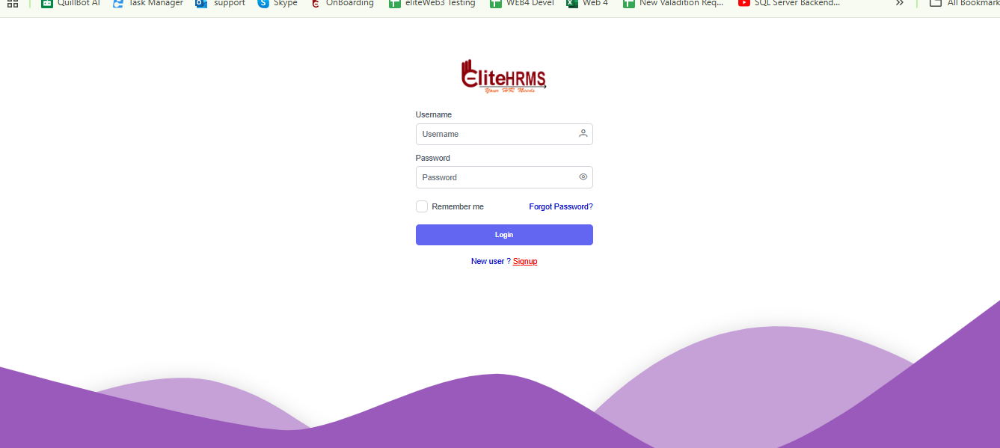 QuillBot AI Task Manager support Skype OnBoarding eliteWeb3 Testing WEB4 Devel Web 4 New Valadition Req... SQL Server Backend... All Bookmark
EliteHRMS
Your HR Needs
Username
Username
Password
Password
Remember me Forgot Password?
Login
New user ? Signup